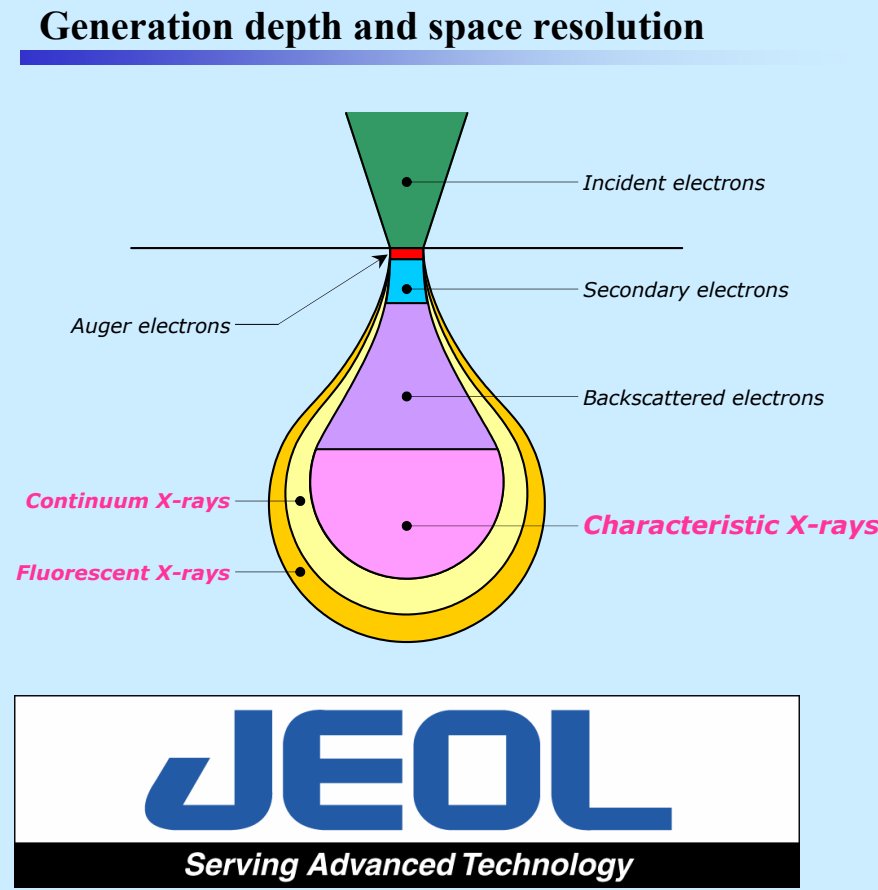 Generation depth and space resolution
Incident electrons
Secondary electrons
Auger electrons
Backscattered electrons
Continuum X-rays
Characteristic X-rays
Fluorescent X-rays
JEOL
Serving Advanced Technology